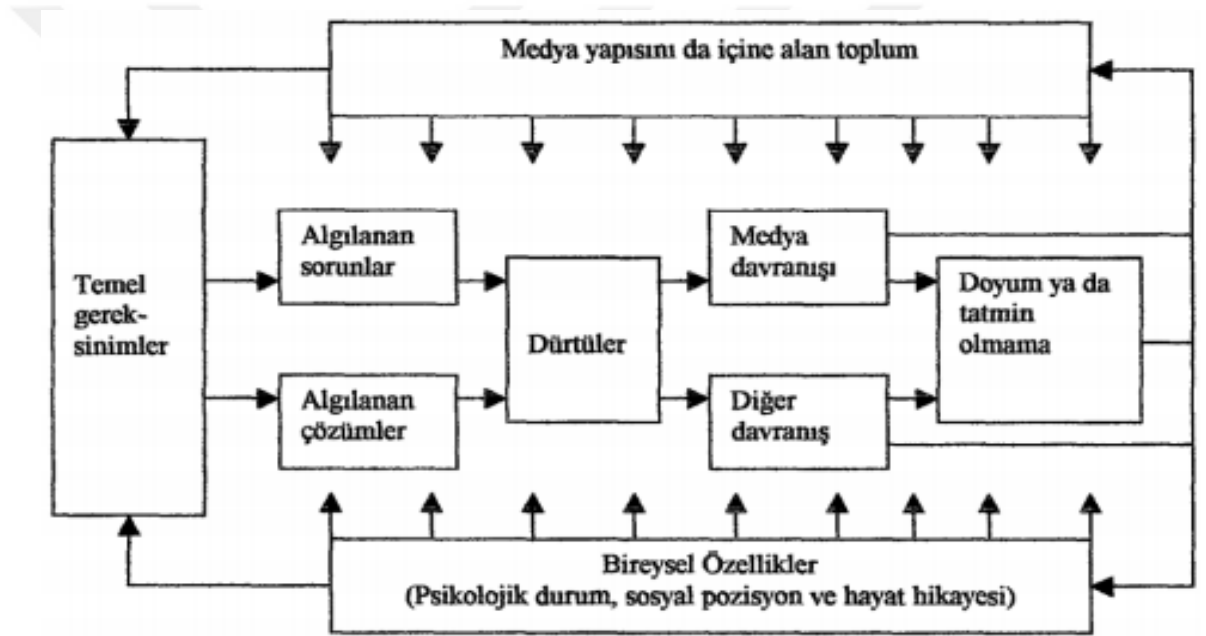 Medya yapısını da içine alan toplum
Temel
gerek-
sinimler
Algılanan
sorunlar
Algılanan
çözümler
Dürtüler
Medya
davranışı
Diğer
davranış
Doyum ya da
tatmin
olmama
Bireysel Özellikler
(Psikolojik durum, sosyal pozisyon ve hayat hikayesi)